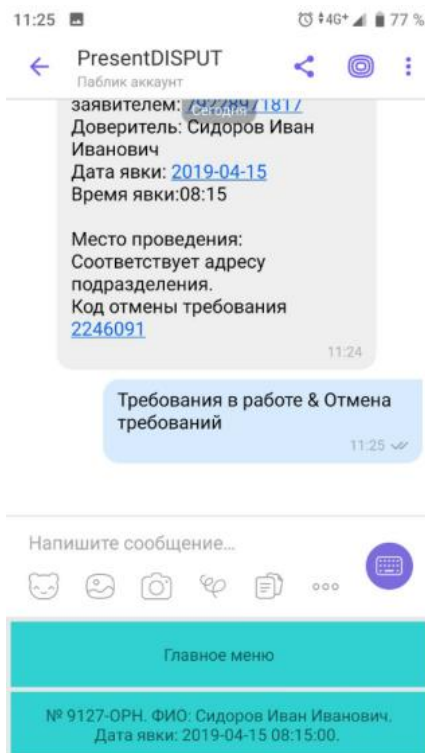 11:25
4G+ 77 %
PresentDISPUT
Паблик аккаунт
заявителем: 79228971817
Сегодня
Доверитель: Сидоров Иван
Иванович
Дата явки: 2019-04-15
Время явки:08:15
Место проведения:
Соответствует адресу
подразделения.
Код отмены требования
2246091
11:24
Требования в работе & Отмена
требований
11:25
Напишите сообщение...
Главное меню
№ 9127-ОРН. ФИО: Сидоров Иван Иванович.
Дата явки: 2019-04-15 08:15:00.